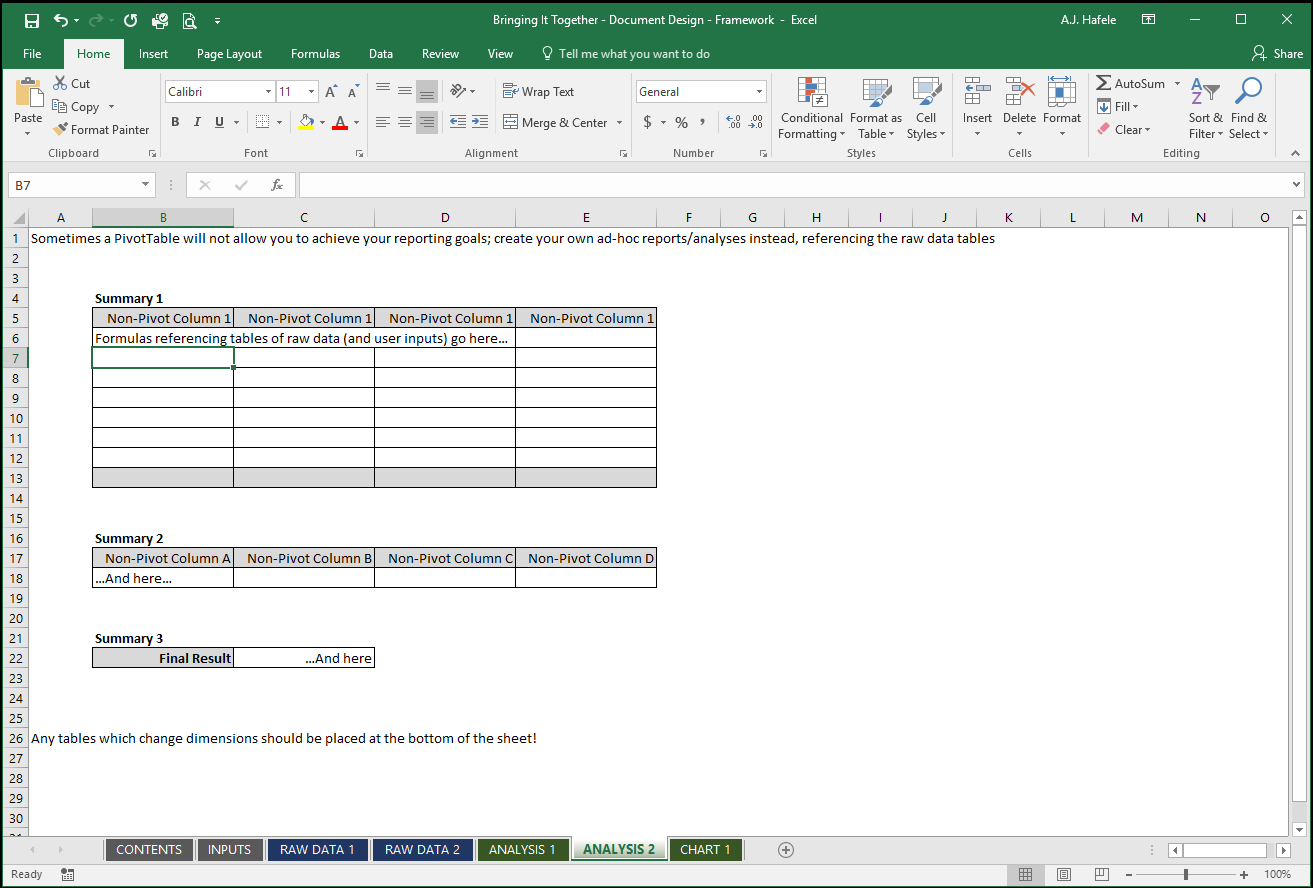 Bringing It Together - Document Design - Framework - Excel
A.J. Hafele
File Home Insert Page Layout Formulas Data Review View Tell me what you want to do Share
Paste
Cut
Copy
Format Painter
Clipboard
Calibri 11
B I U
Font
Wrap Text
Merge & Center
Alignment
General
$ % ,
Number
Conditional Formatting
Format as Table
Cell Styles
Styles
Insert Delete Format
Cells
AutoSum
Fill
Clear
Sort & Filter
Find & Select
Editing
B7 fx
A B C D E F G H I J K L M N O
1 Sometimes a PivotTable will not allow you to achieve your reporting goals; create your own ad-hoc reports/analyses instead, referencing the raw data tables
2
3
4 Summary 1
5 Non-Pivot Column 1 Non-Pivot Column 1 Non-Pivot Column 1 Non-Pivot Column 1
6 Formulas referencing tables of raw data (and user inputs) go here...
7
8
9
10
11
12
13
14
15
16 Summary 2
17 Non-Pivot Column A Non-Pivot Column B Non-Pivot Column C Non-Pivot Column D
18 ...And here...
19
20
21 Summary 3
22 Final Result ...And here
23
24
25
26 Any tables which change dimensions should be placed at the bottom of the sheet!
27
28
29
30
CONTENTS INPUTS RAW DATA 1 RAW DATA 2 ANALYSIS 1 ANALYSIS 2 CHART 1
Ready 100%